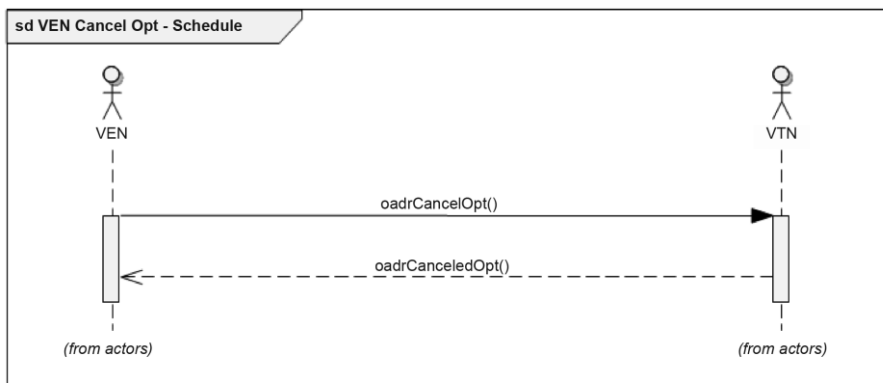 sd VEN Cancel Opt - Schedule
VEN
VTN
oadrCancelOpt()
oadrCanceledOpt()
(from actors)
(from actors)